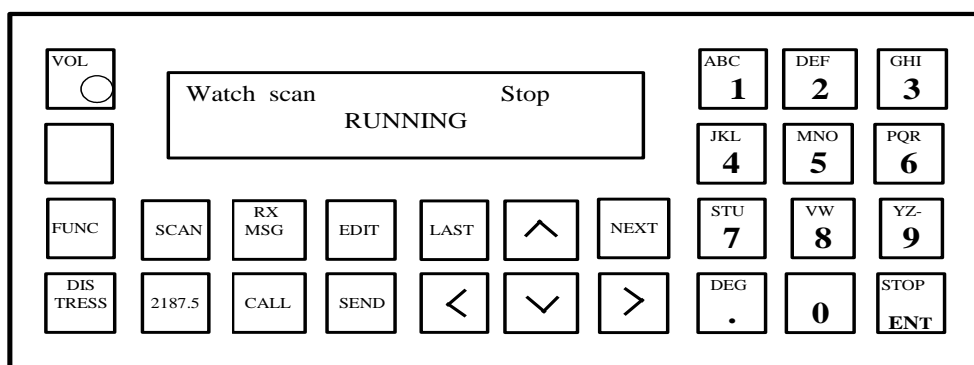 VOL
Watch scan Stop
RUNNING
ABC
1
DEF
2
GHI
3
JKL
4
MNO
5
PQR
6
FUNC
SCAN
RX
MSG
EDIT
LAST
NEXT
STU
7
VW
8
YZ-
9
DIS
TRESS
2187.5
CALL
SEND
DEG
.
0
STOP
ENT